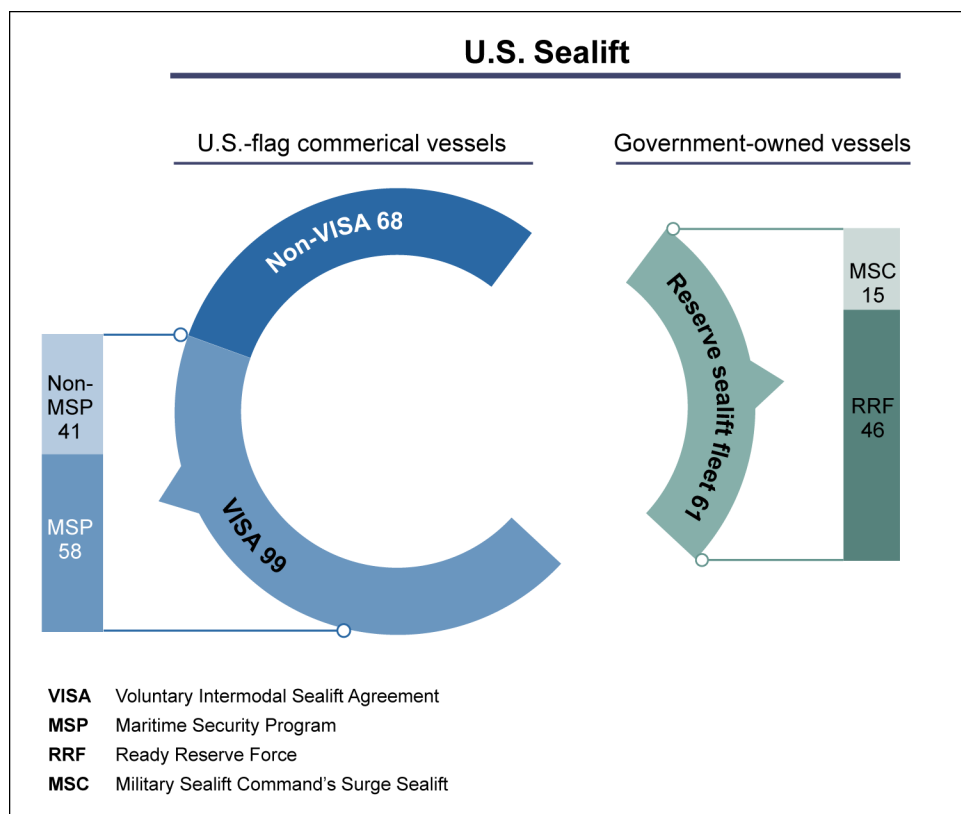 U.S. Sealift
U.S.-flag commerical vessels
Government-owned vessels
Non-VISA 68
VISA 99
Non-
MSP
41
MSP
58
Reserve sealift fleet 61
MSC
15
RRF
46
VISA Voluntary Intermodal Sealift Agreement
MSP Maritime Security Program
RRF Ready Reserve Force
MSC Military Sealift Command's Surge Sealift